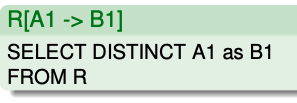 R[A1 -> B1]
SELECT DISTINCT A1 as B1
FROM R